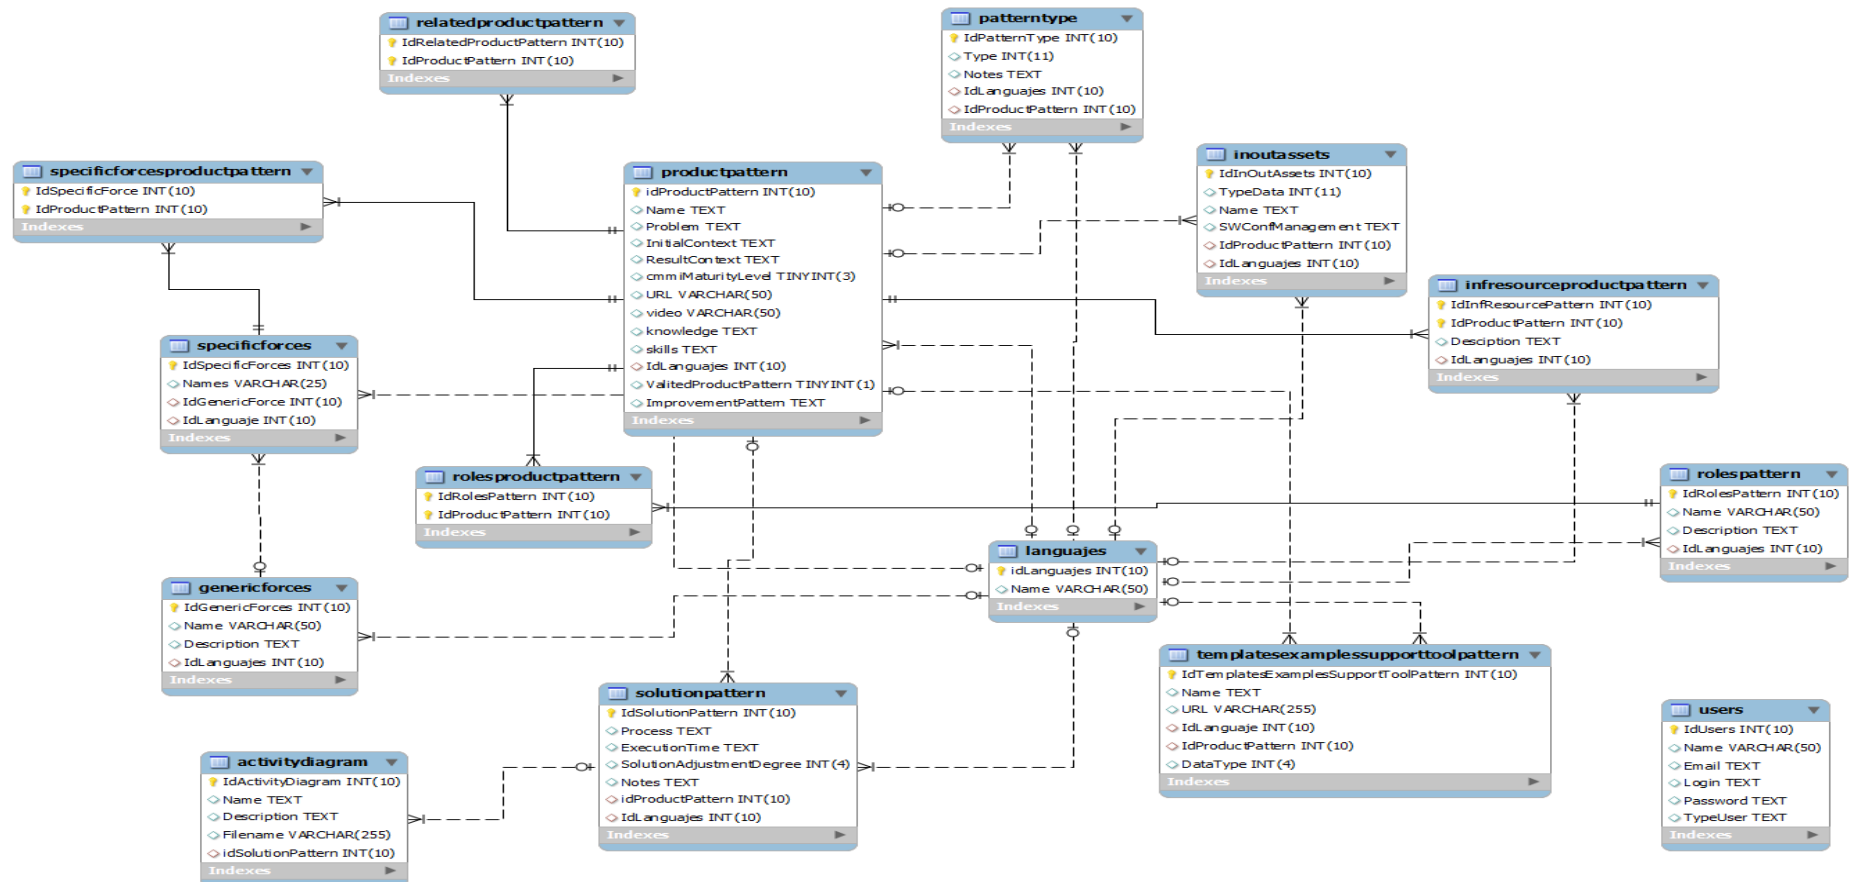 relatedproductpattern
IdRelatedProductPattern INT(10)
IdProductPattern INT(10)
Indexes
patterntype
IdPatternType INT(10)
Type INT(11)
Notes TEXT
IdLanguajes INT(10)
IdProductPattern INT(10)
Indexes
specificforcesproductpattern
IdSpecificForce INT(10)
IdProductPattern INT(10)
Indexes
productpattern
idProductPattern INT(10)
Name TEXT
Problem TEXT
InitialContext TEXT
ResultContext TEXT
cmmiMaturityLevel TINYINT(3)
URL VARCHAR(50)
video VARCHAR(50)
knowledge TEXT
skills TEXT
IdLanguajes INT(10)
ValitedProductPattern TINYINT(1)
ImprovementPattern TEXT
Indexes
inoutassets
IdInOutAssets INT(10)
TypeData INT(11)
Name TEXT
SWConfManagement TEXT
IdProductPattern INT(10)
IdLanguajes INT(10)
Indexes
infresourceproductpattern
IdInfResourcePattern INT(10)
IdProductPattern INT(10)
Desciption TEXT
IdLanguajes INT(10)
Indexes
specificforces
IdSpecificForces INT(10)
Names VARCHAR(25)
IdGenericForce INT(10)
IdLanguaje INT(10)
Indexes
rolesproductpattern
IdRolesPattern INT(10)
IdProductPattern INT(10)
Indexes
rolespattern
IdRolesPattern INT(10)
Name VARCHAR(50)
Description TEXT
IdLanguajes INT(10)
Indexes
languajes
idLanguajes INT(10)
Name VARCHAR(50)
Indexes
genericforces
IdGenericForces INT(10)
Name VARCHAR(50)
Description TEXT
IdLanguajes INT(10)
Indexes
templatesexamplessupporttoolpattern
IdTemplatesExamplesSupportToolPattern INT(10)
Name TEXT
URL VARCHAR(255)
IdLanguaje INT(10)
IdProductPattern INT(10)
DataType INT(4)
Indexes
solutionpattern
IdSolutionPattern INT(10)
Process TEXT
ExecutionTime TEXT
SolutionAdjustmentDegree INT(4)
Notes TEXT
idProductPattern INT(10)
IdLanguajes INT(10)
Indexes
users
IdUsers INT(10)
Name VARCHAR(50)
Email TEXT
Login TEXT
Password TEXT
TypeUser TEXT
Indexes
activitydiagram
IdActivityDiagram INT(10)
Name TEXT
Description TEXT
Filename VARCHAR(255)
idSolutionPattern INT(10)
Indexes